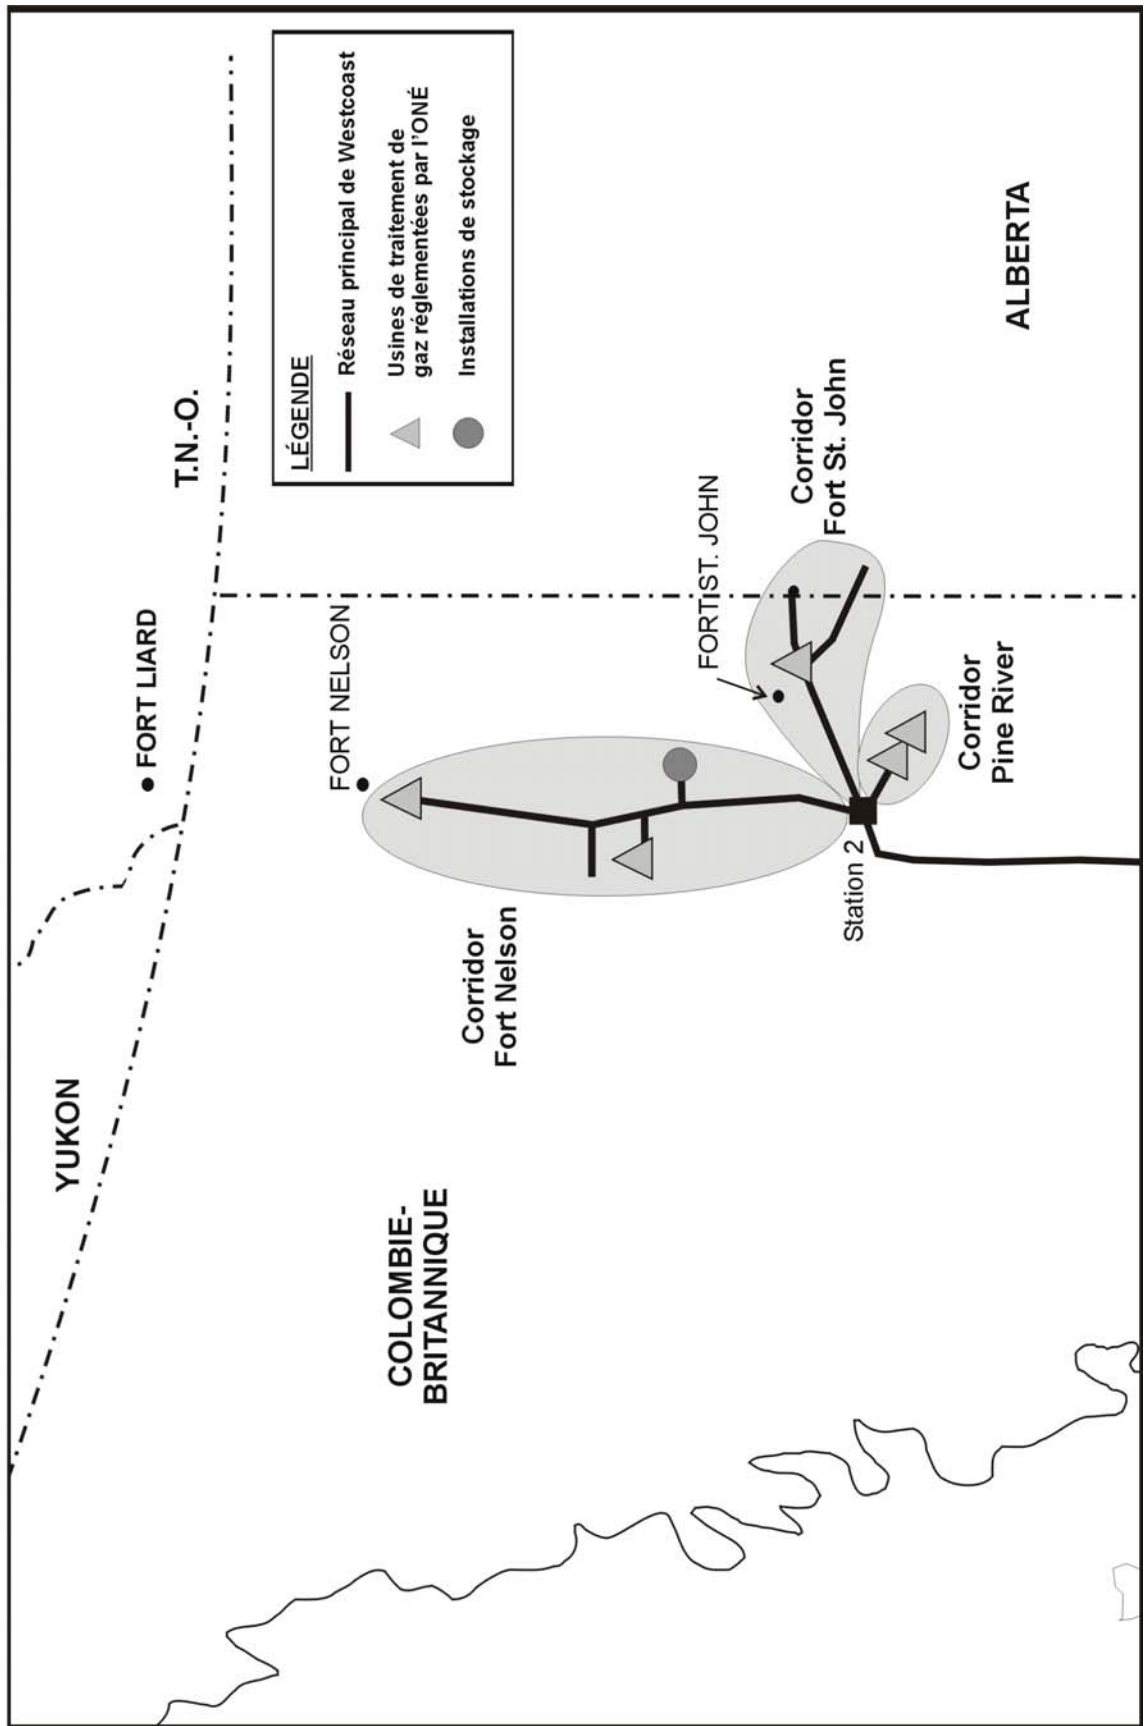 YUKON
T.N.-O.
FORT LIARD
LÉGENDE
Réseau principal de Westcoast
Usines de traitement de
gaz réglementées par l'ONÉ
Installations de stockage
FORT NELSON
COLOMBIE-
BRITANNIQUE
Corridor
Fort Nelson
FORT ST. JOHN
Corridor
Fort St. John
Station 2
Corridor
Pine River
ALBERTA